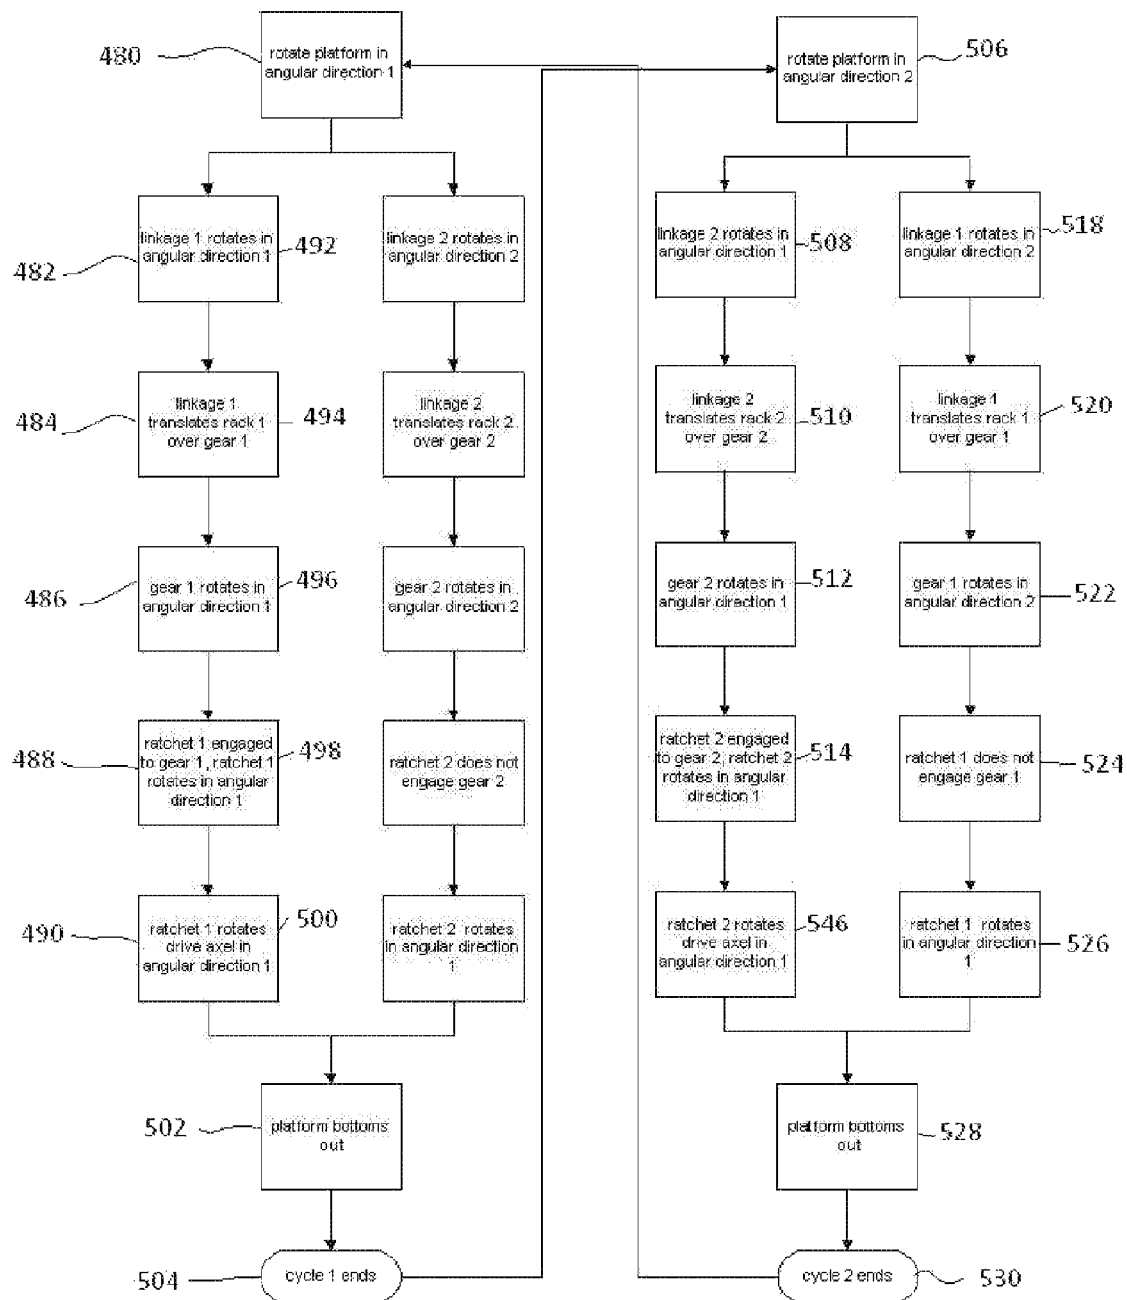 480
rotate platform in
angular direction 1
rotate platform in
angular direction 2
506
482
linkage 1 rotates in
angular direction 1
492
linkage 2 rotates in
angular direction 2
linkage 2 rotates in
angular direction 1
508
linkage 1 rotates in
angular direction 2
518
484
linkage 1
translates rack 1
over gear 1
494
linkage 2
translates rack 2
over gear 2
linkage 2
translates rack 2
over gear 2
510
linkage 1
translates rack 1
over gear 1
520
486
gear 1 rotates in
angular direction 1
496
gear 2 rotates in
angular direction 2
gear 2 rotates in
angular direction 1
512
gear 1 rotates in
angular direction 2
522
488
ratchet 1 engaged
to gear 1, ratchet 1
rotates in angular
direction 1
498
ratchet 2 does not
engage gear 2
ratchet 2 engaged
to gear 2, ratchet 2
rotates in angular
direction 1
514
ratchet 1 does not
engage gear 1
524
490
ratchet 1 rotates
drive axel in
angular direction 1
500
ratchet 2 rotates
in angular direction
1
ratchet 2 rotates
drive axel in
angular direction 1
546
ratchet 1 rotates
in angular direction
1
526
502
platform bottoms
out
platform bottoms
out
528
504
cycle 1 ends
cycle 2 ends
530